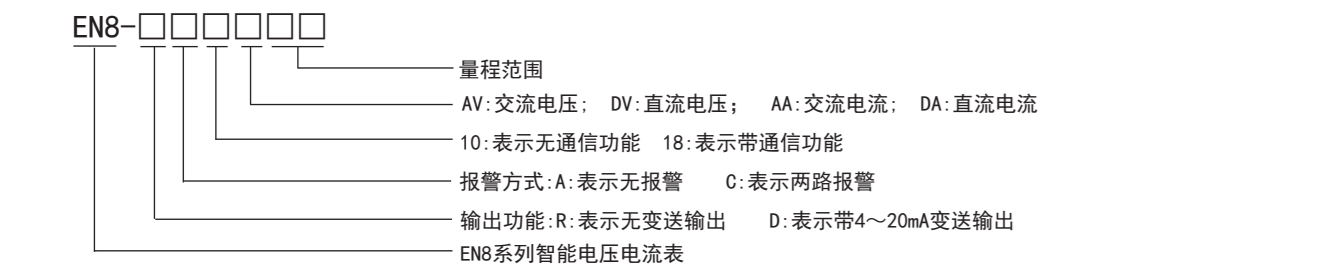 EN8-□□□□□□
量程范围
AV:交流电压; DV:直流电压; AA:交流电流; DA:直流电流
10:表示无通信功能 18:表示带通信功能
报警方式:A:表示无报警 C:表示两路报警
输出功能:R:表示无变送输出 D:表示带4～20mA变送输出
EN8系列智能电压电流表